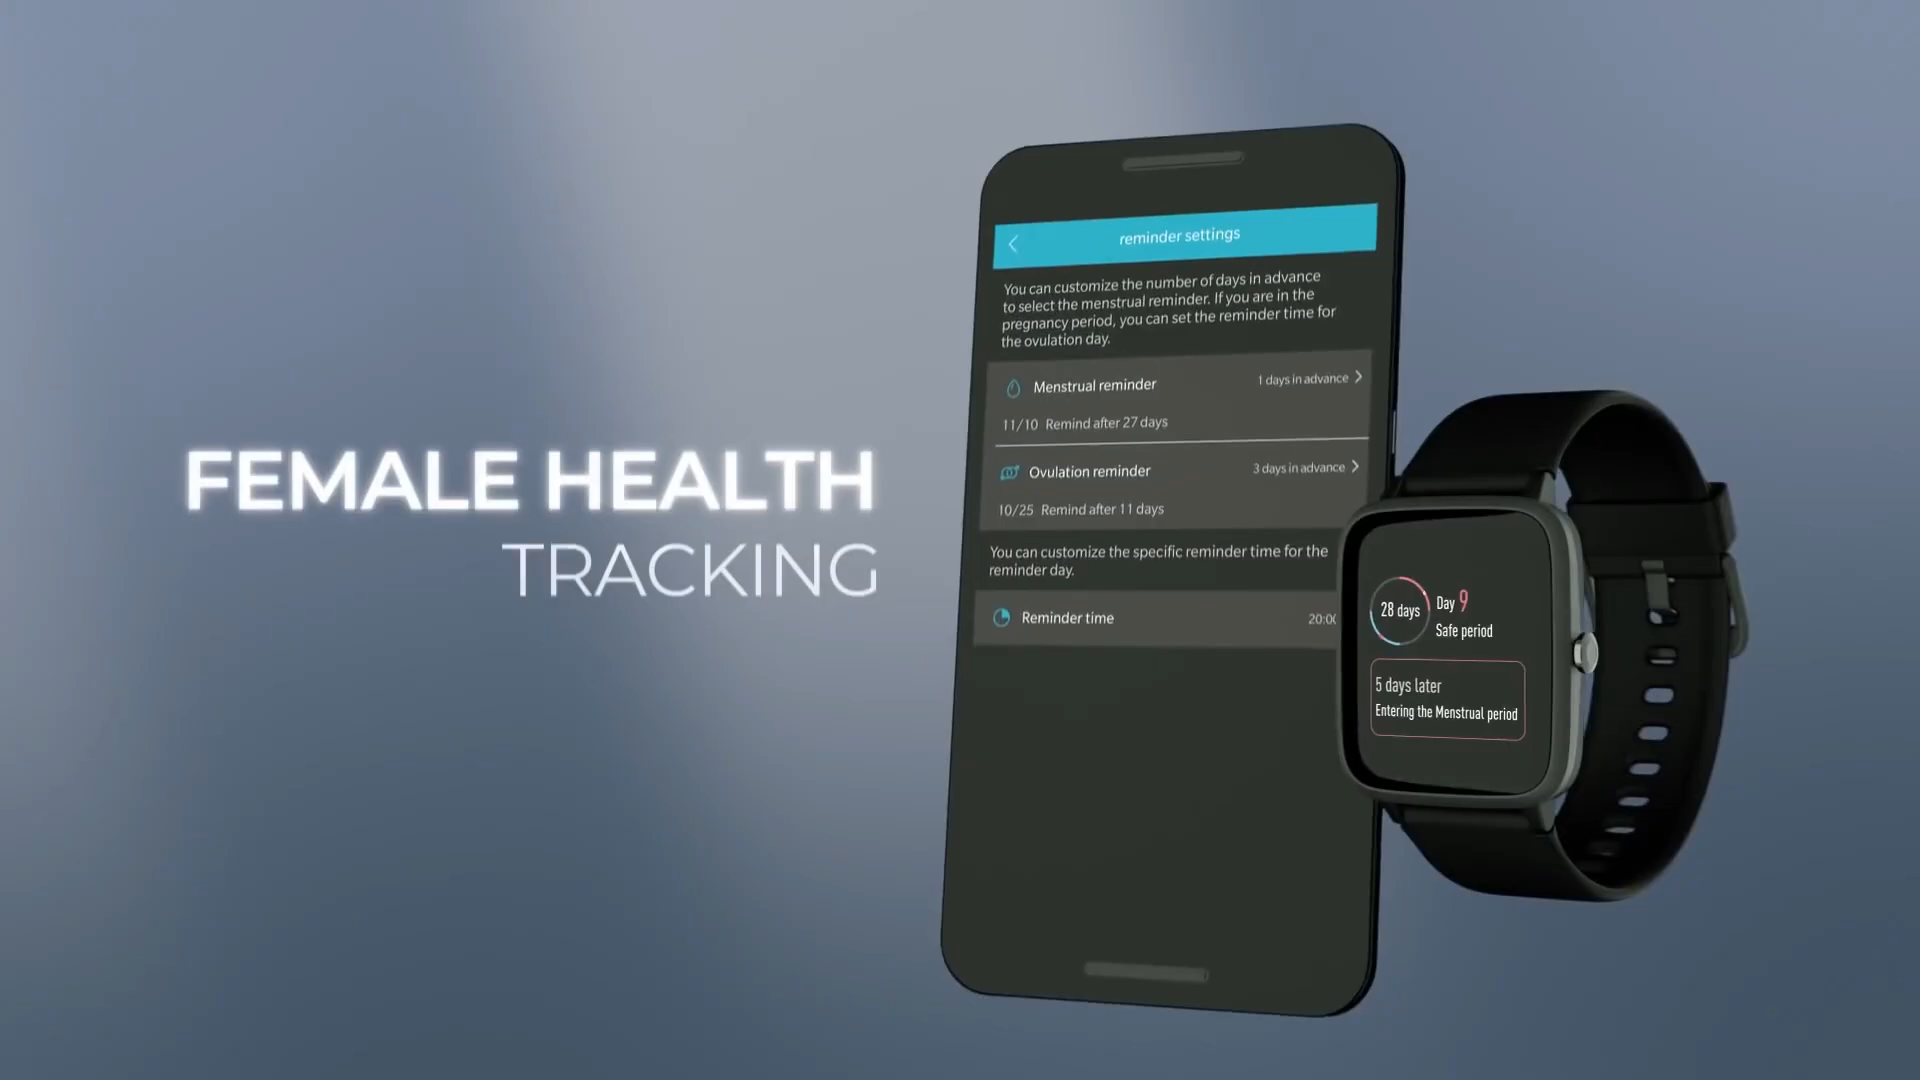 FEMALE HEALTH
TRACKING
reminder settings
You can customize the number of days in advance
to select the menstrual reminder. If you are in the
pregnancy period, you can set the reminder time for
the ovulation day.
Menstrual reminder 1 days in advance
11/10 Remind after 27 days
Ovulation reminder 3 days in advance
10/25 Remind after 11 days
You can customize the specific reminder time for the
reminder day.
Reminder time 20:00
28 days
Day 9
Safe period
5 days later
Entering the Menstrual period